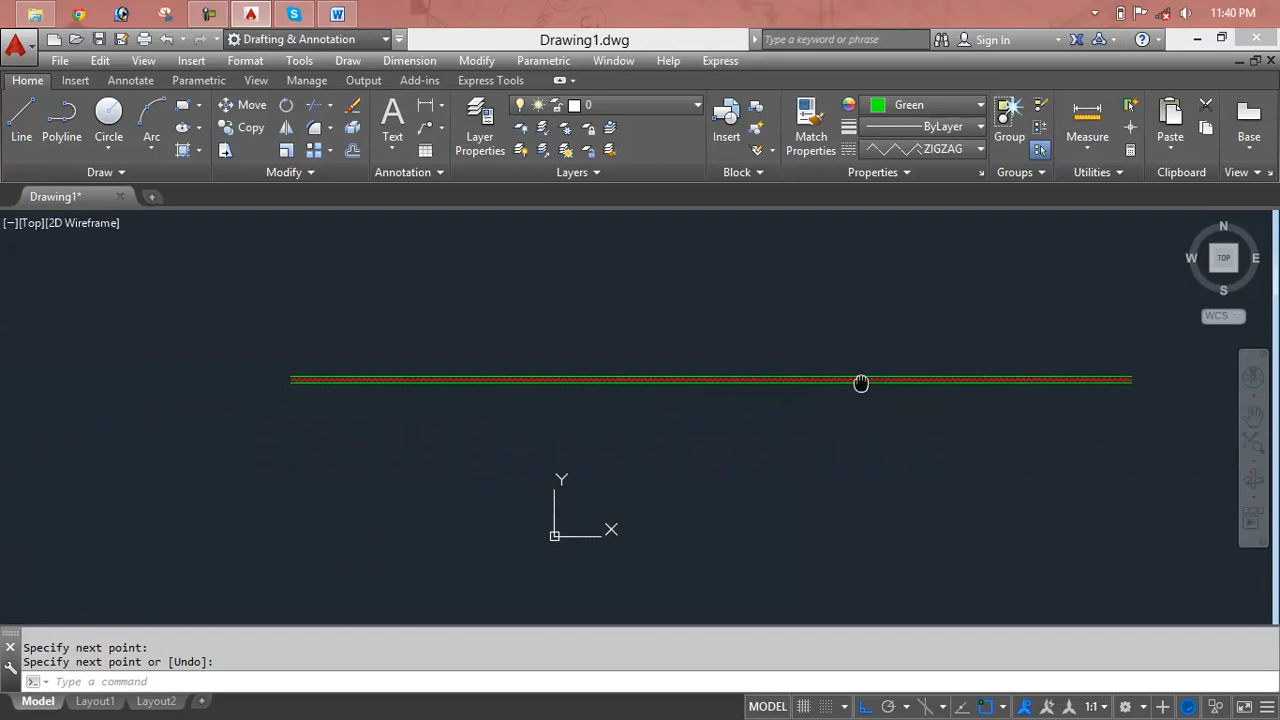 11:40 PM
Drafting & Annotation
Drawing1.dwg
Type a keyword or phrase
Sign In
File Edit View Insert Format Tools Draw Dimension Modify Parametric Window Help Express
Home Insert Annotate Parametric View Manage Output Add-ins Express Tools
Line Polyline Circle Arc
Move
Copy
Text
Layer Properties
0
Insert
Match Properties
Green
ByLayer
ZIGZAG
Group
Measure
Paste
Base
Draw Modify Annotation Layers Block Properties Groups Utilities Clipboard View
Drawing1*
[−][Top][2D Wireframe]
N
W TOP E
S
WCS
Y
X
Specify next point:
Specify next point or [Undo]:
Type a command
Model Layout1 Layout2 + MODEL 1:1